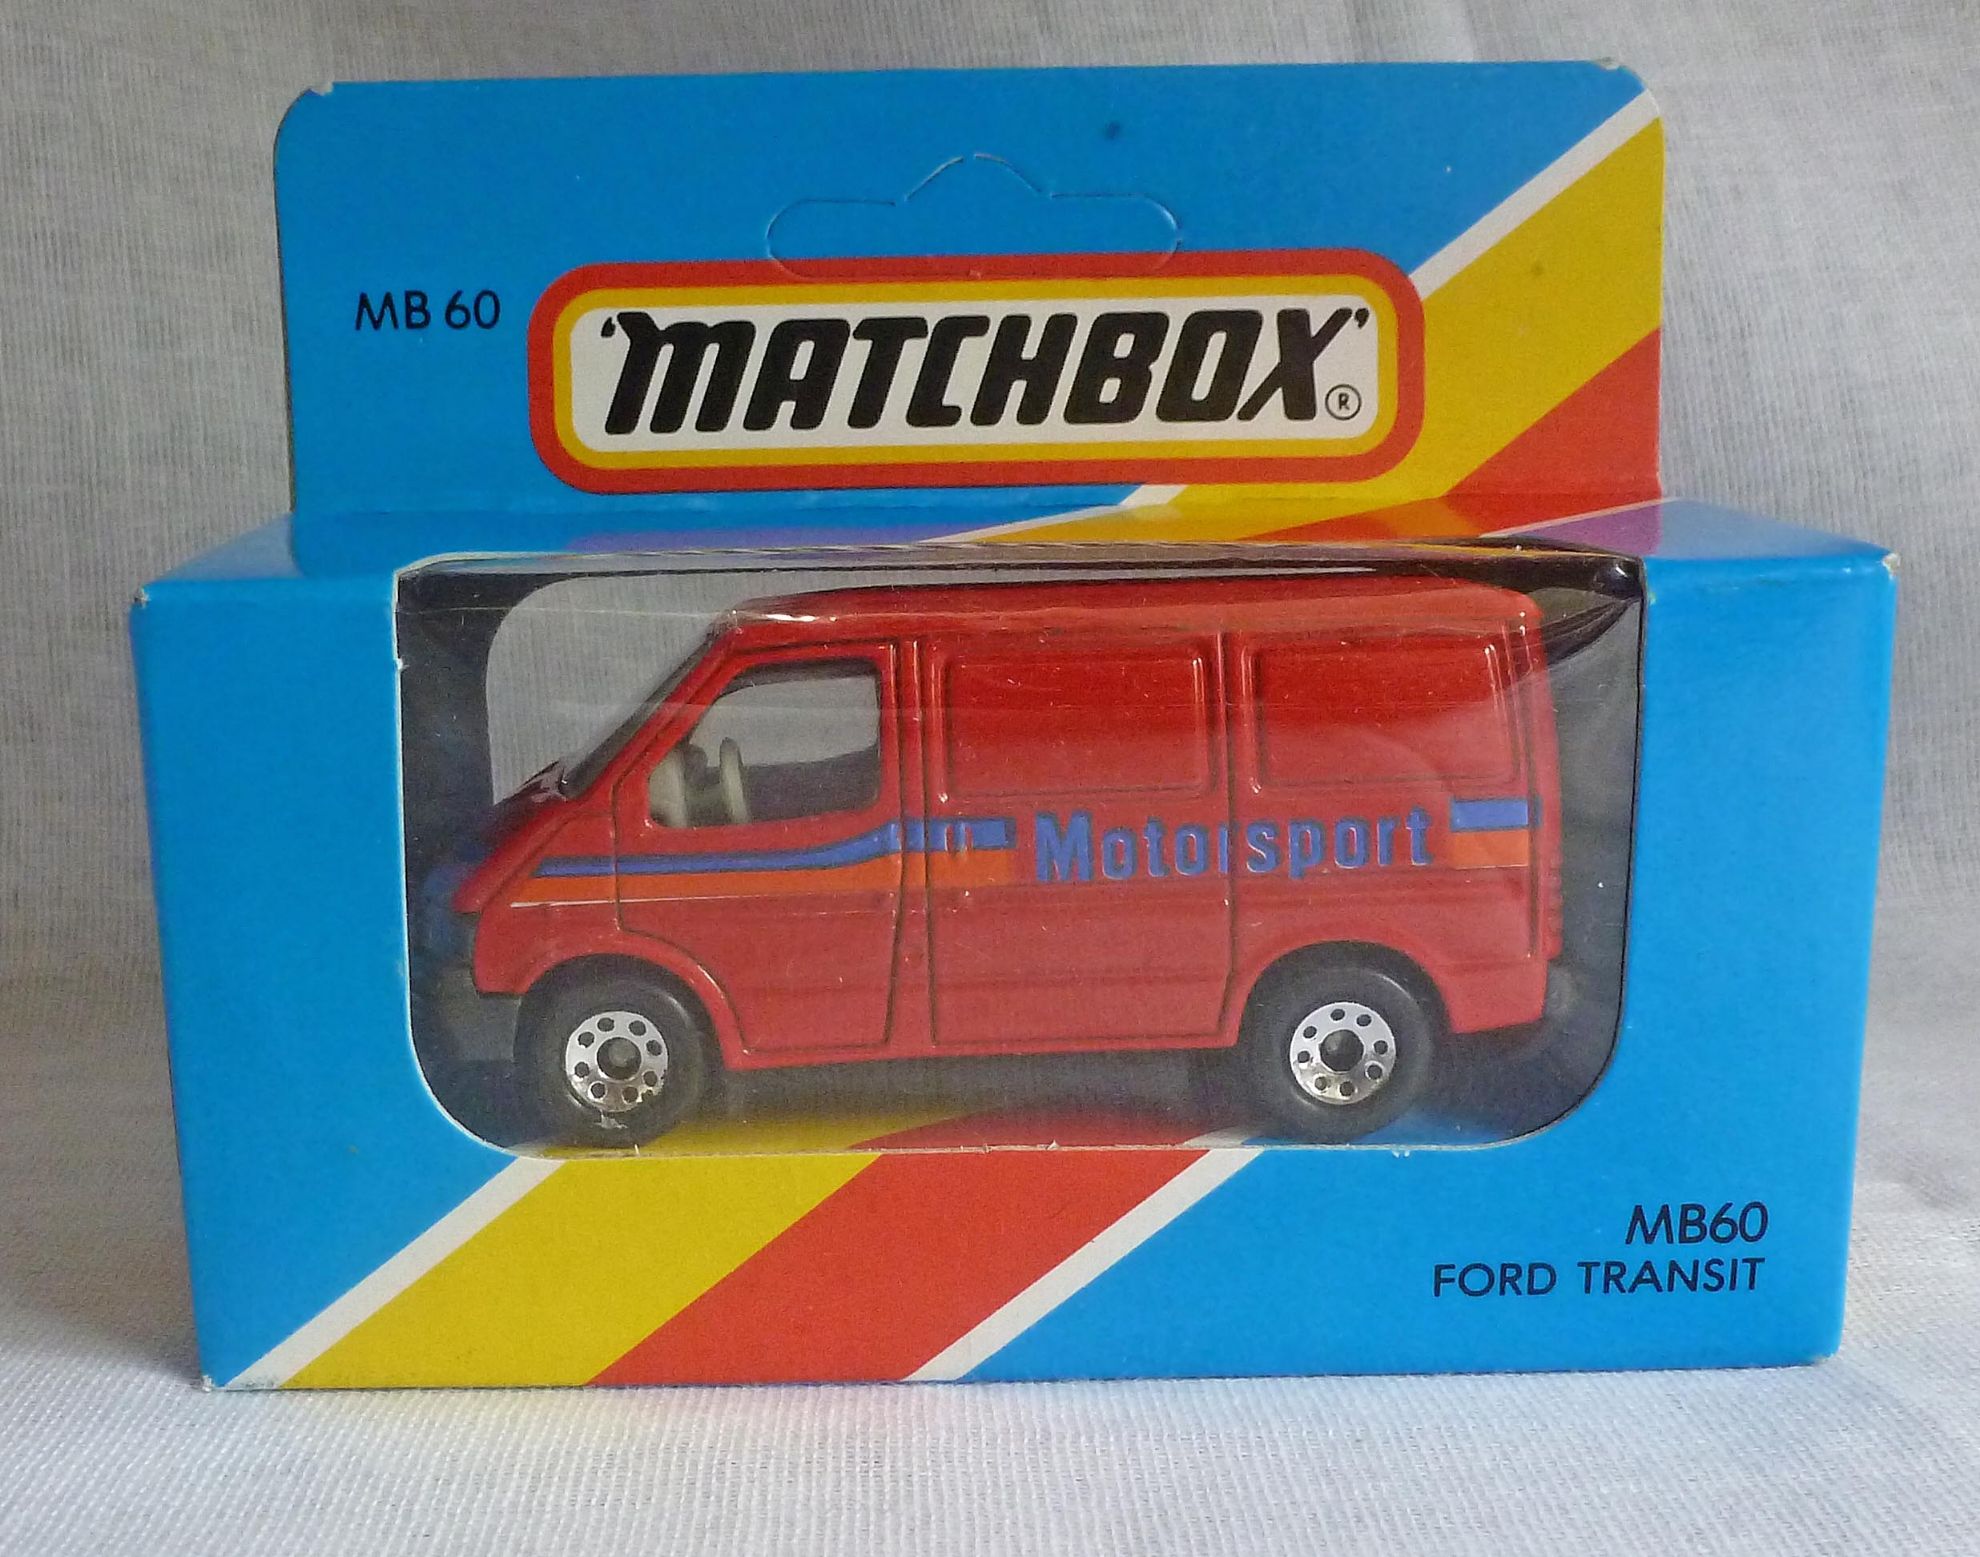 MB 60
'MATCHBOX'®
Motorsport
MB60
FORD TRANSIT